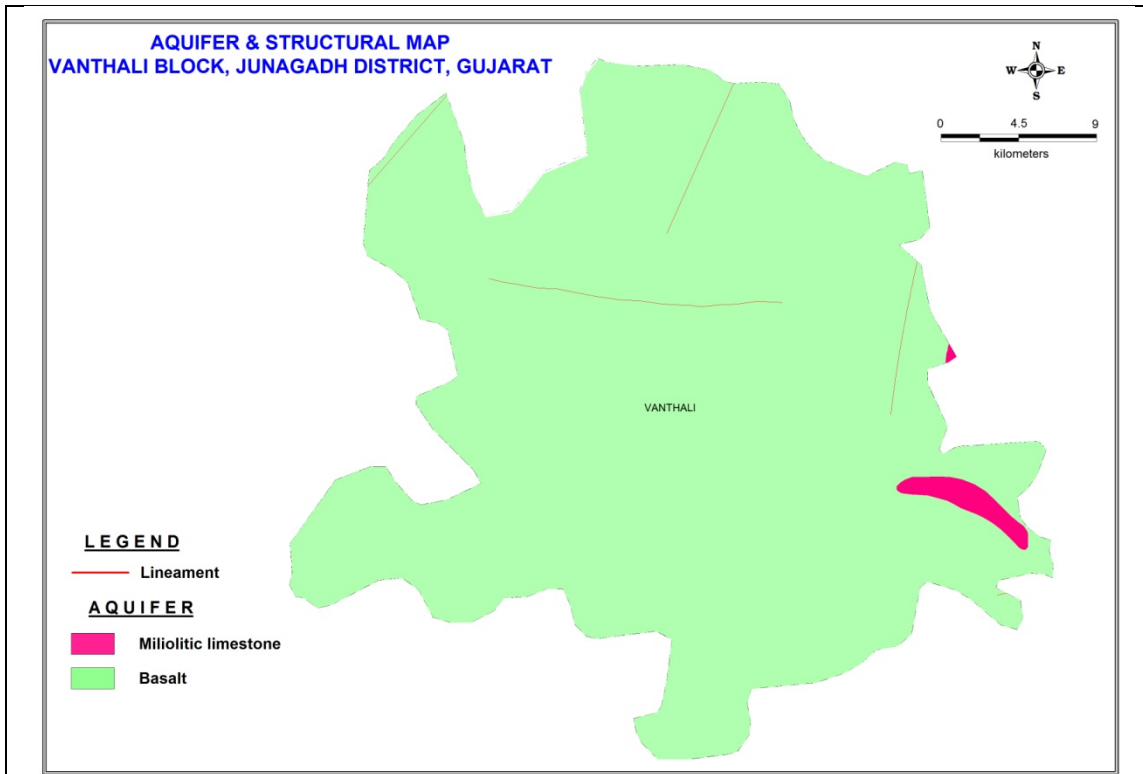 AQUIFER & STRUCTURAL MAP
VANTHALI BLOCK, JUNAGADH DISTRICT, GUJARAT
N
W E
S
0 4.5 9
kilometers
VANTHALI
LEGEND
Lineament
AQUIFER
Miliolitic limestone
Basalt